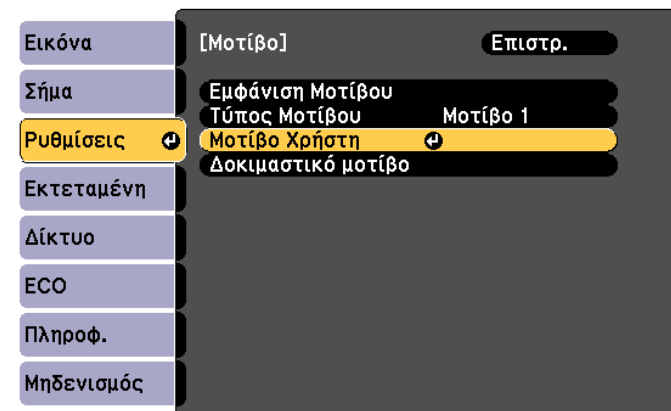 Εικόνα
Σήμα
Ρυθμίσεις
Εκτεταμένη
Δίκτυο
ECO
Πληροφ.
Μηδενισμός
[Μοτίβο] Επιστρ.
Εμφάνιση Μοτίβου
Τύπος Μοτίβου Μοτίβο 1
Μοτίβο Χρήστη
Δοκιμαστικό μοτίβο